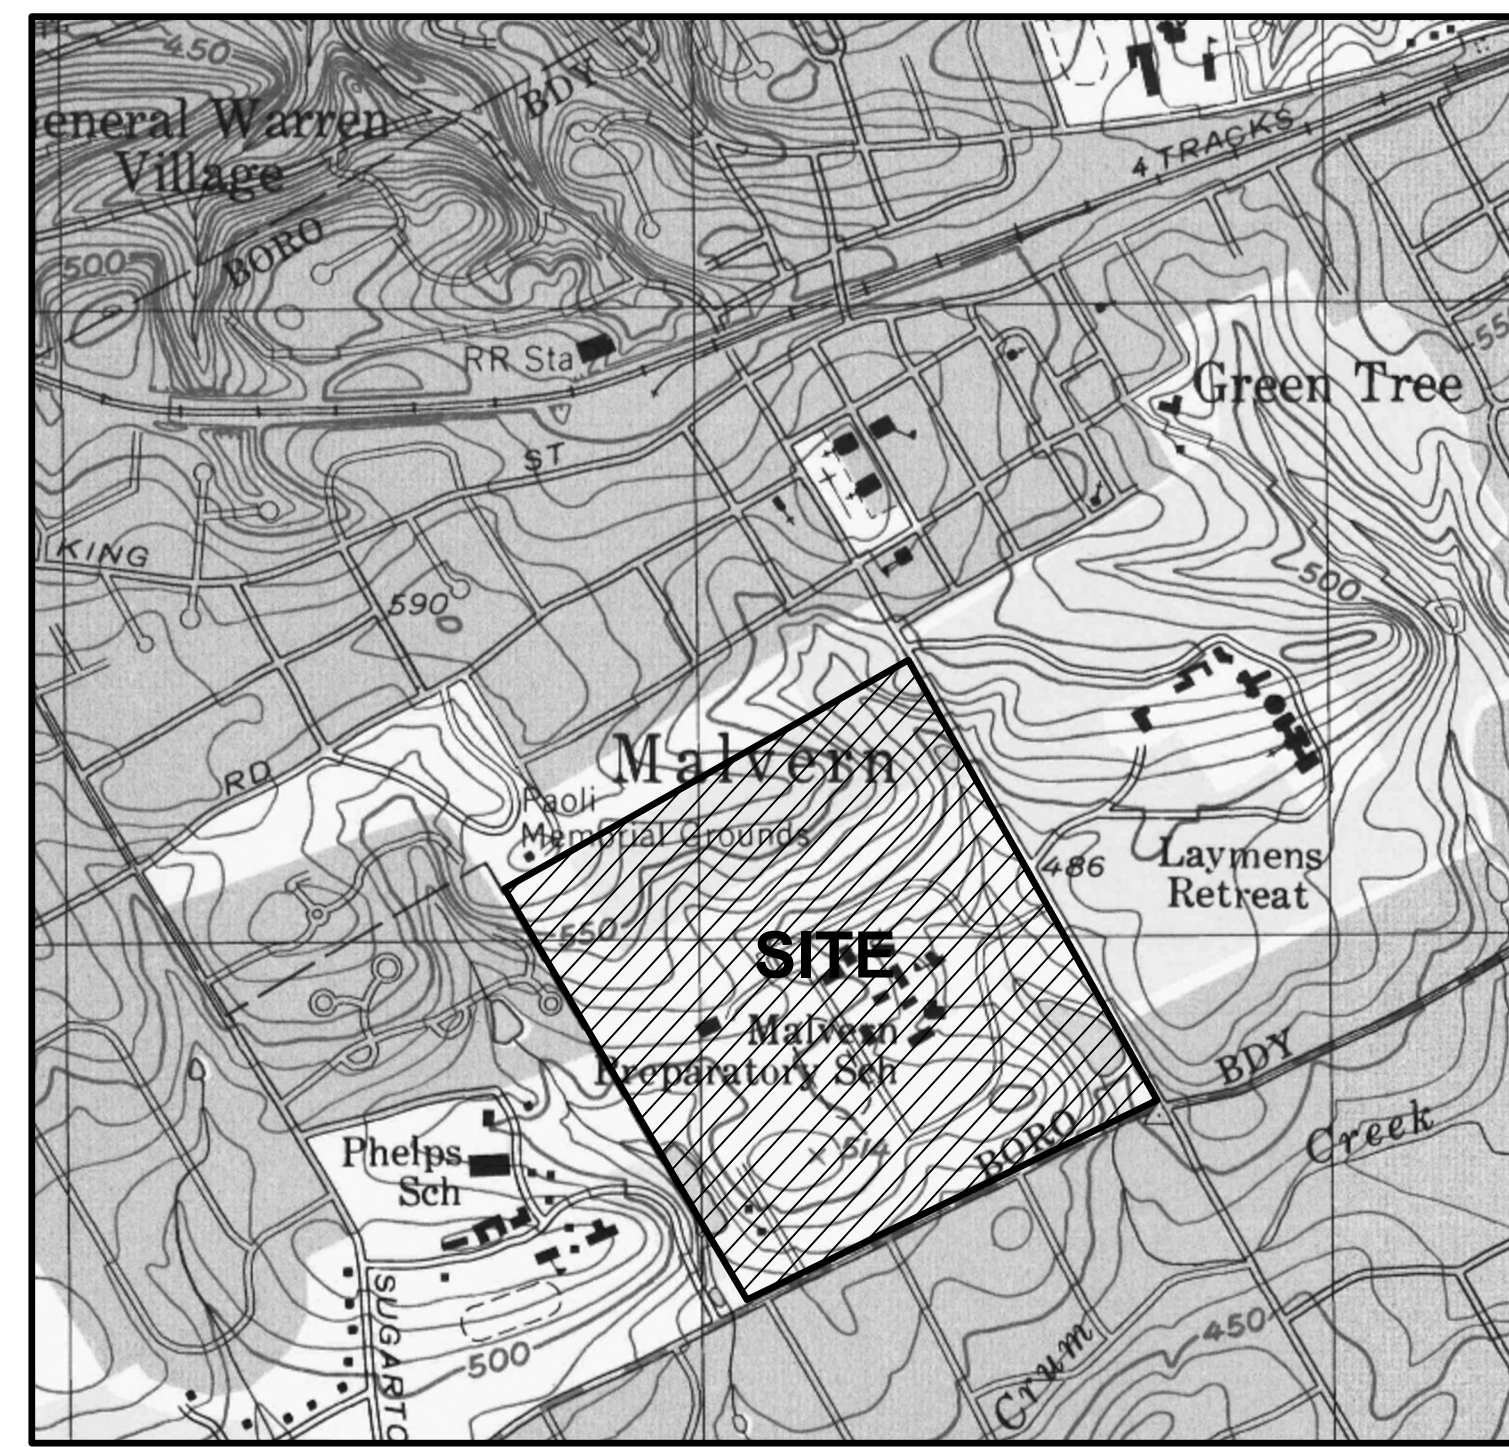 450
BDY
eneral Warren
Village
4 TRACKS
BORO
500
RR Sta
Green Tree
55
ST
KING
500
590
RD
Malvern
Paoli
Memorial Grounds
486
Laymens
Retreat
550
SITE
Malvern
Preparatory Sch
BDY
BORO
Creek
514
Phelps
Sch
SUGARTO
500
450
Crum